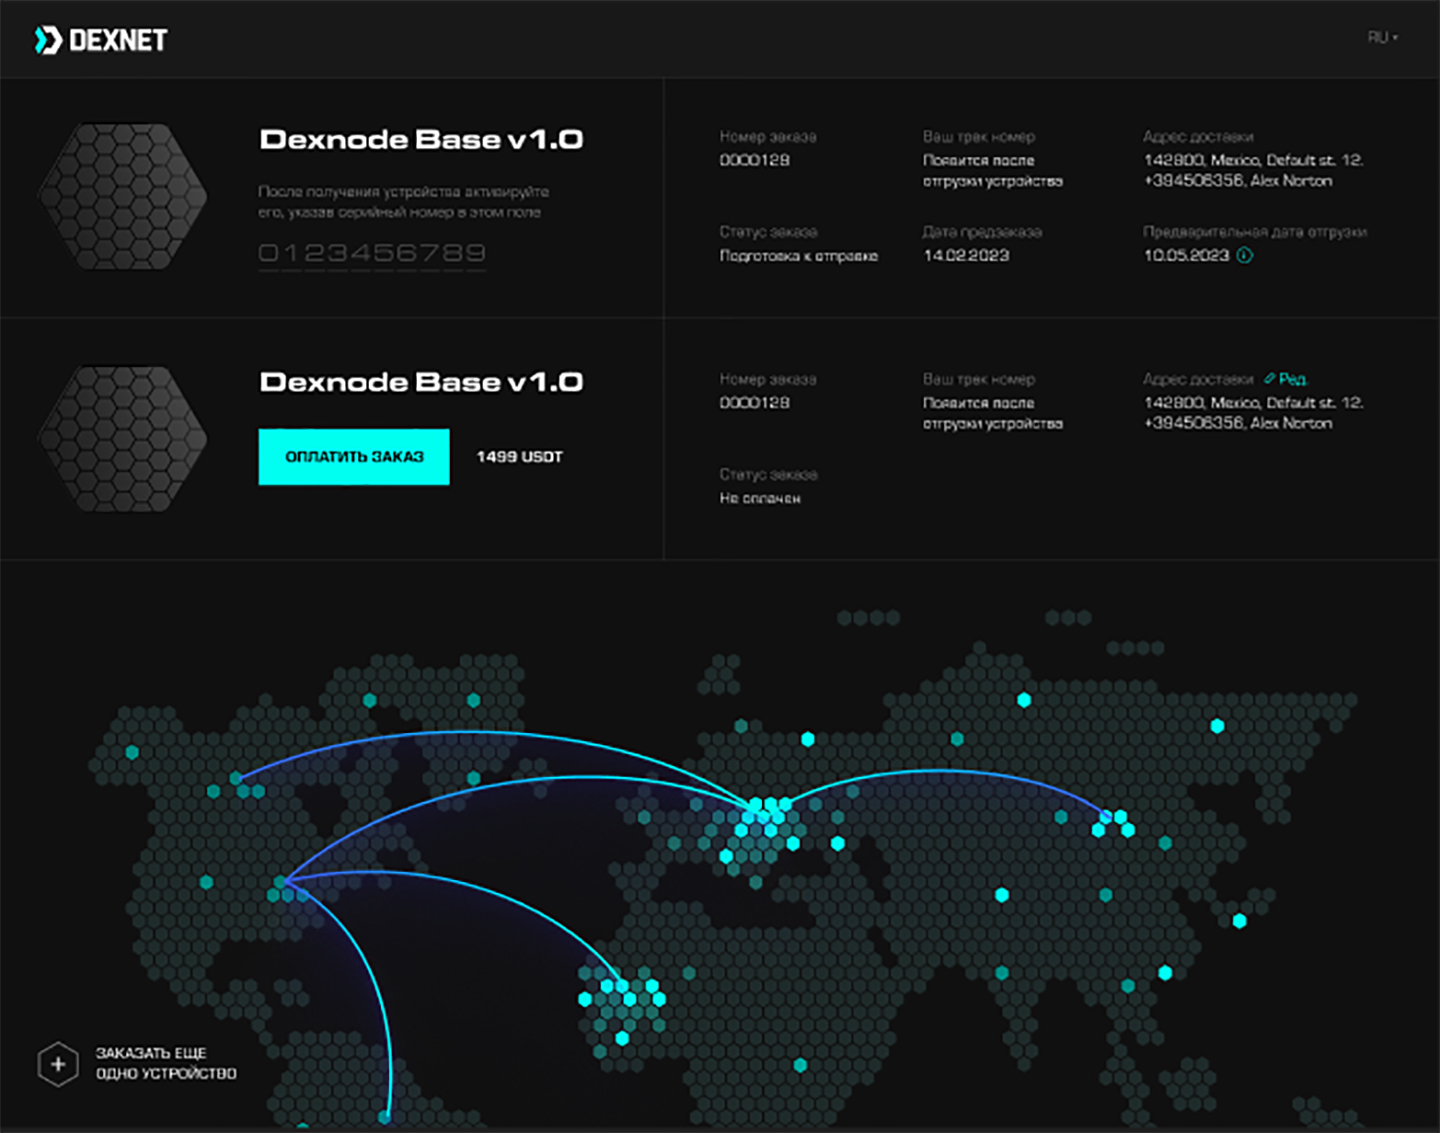 DEXNET
RU
Dexnode Base v1.0
После получения устройства активируйте
его, указав серийный номер в этом поле
0123456789
Номер заказа
0000128
Ваш трек номер
Появится после
отгрузки устройства
Адрес доставки
142800, Mexico, Default st. 12.
+394506356, Alex Norton
Статус заказа
Подготовка к отправке
Дата предзаказа
14.02.2023
Предварительная дата отгрузки
10.05.2023
Dexnode Base v1.0
ОПЛАТИТЬ ЗАКАЗ
1499 USDT
Номер заказа
0000128
Ваш трек номер
Появится после
отгрузки устройства
Адрес доставки
Ред.
142800, Mexico, Default st. 12.
+394506356, Alex Norton
Статус заказа
Не оплачен
ЗАКАЗАТЬ ЕЩЕ
ОДНО УСТРОЙСТВО